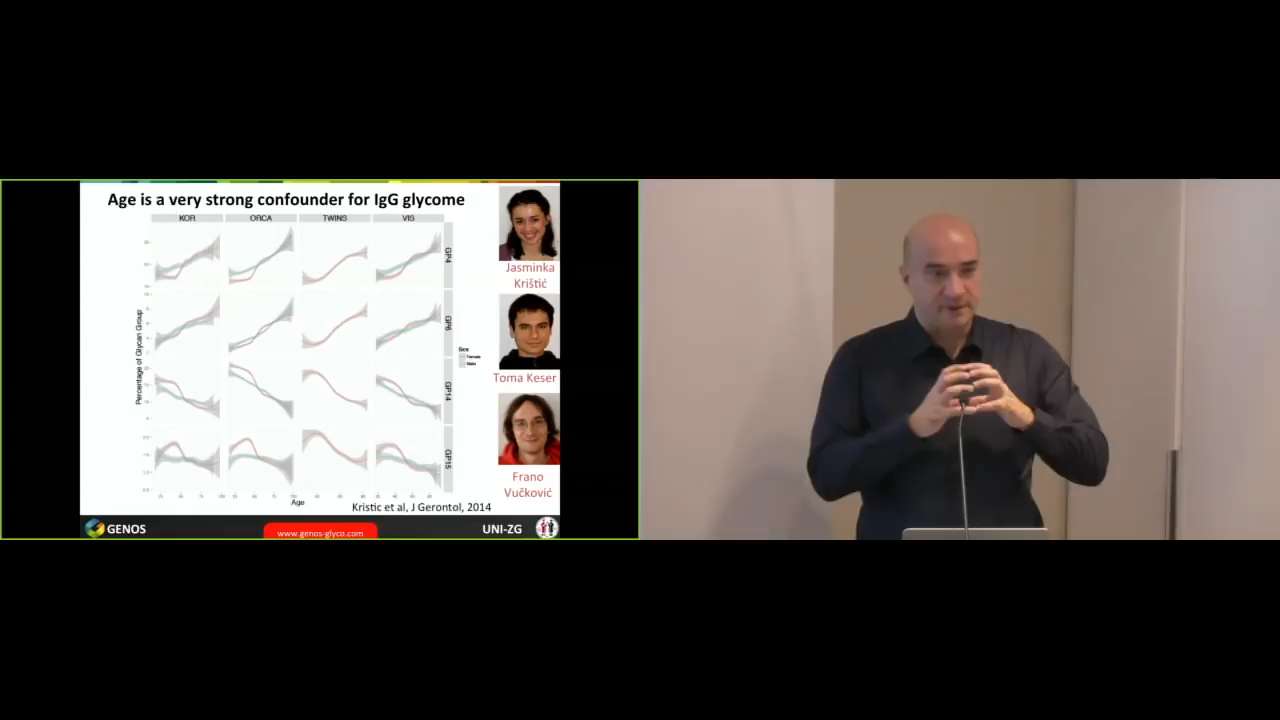 Age is a very strong confounder for IgG glycome
KOR ORCA TWINS VIS
GP4
GP6
GP14
GP15
Percentage of Glycan Group
Age
Sex
Female
Male
Jasminka
Krištić
Toma Keser
Frano
Vučković
Kristic et al, J Gerontol, 2014
GENOS
www.genos-glyco.com
UNI-ZG